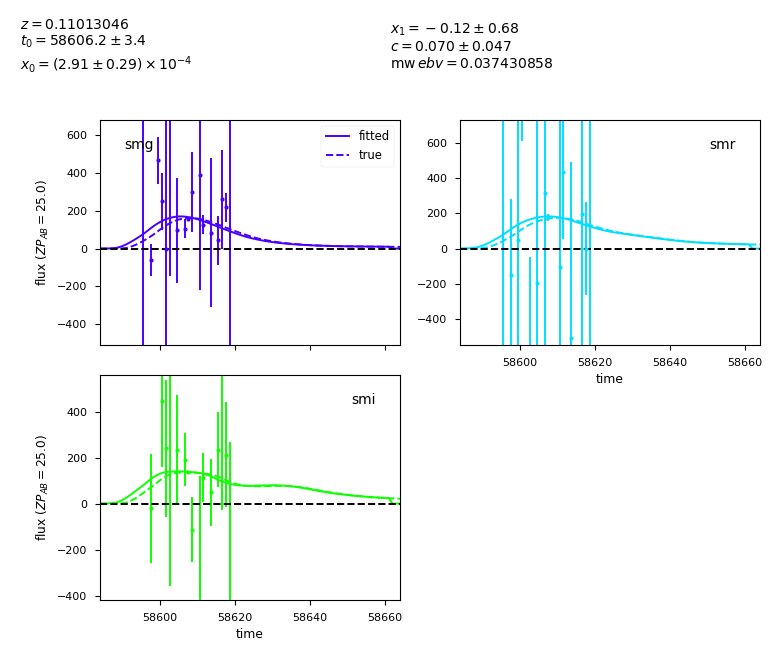 z = 0.11013046
t₀ = 58606.2 ± 3.4
x₀ = (2.91 ± 0.29) × 10⁻⁴
x₁ = −0.12 ± 0.68
c = 0.070 ± 0.047
mw ebv = 0.037430858
600
400
200
0
−200
−400
flux (ZP_AB = 25.0)
smg
fitted
true
600
400
200
0
−200
−400
smr
58600 58620 58640 58660
time
400
200
0
−200
−400
flux (ZP_AB = 25.0)
smi
58600 58620 58640 58660
time